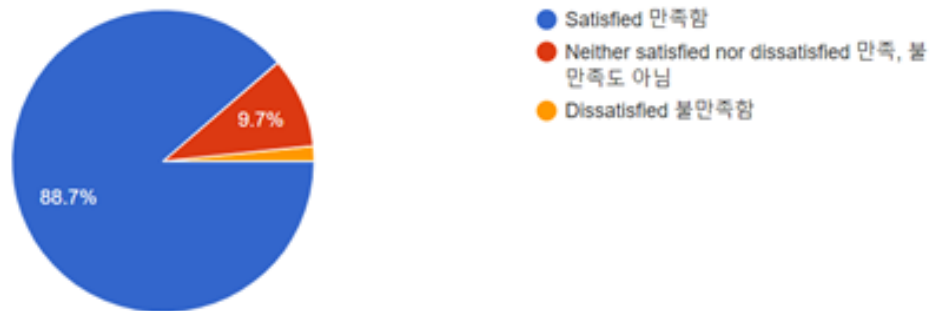 Satisfied 만족함
Neither satisfied nor dissatisfied 만족, 불
만족도 아님
Dissatisfied 불만족함
9.7%
88.7%